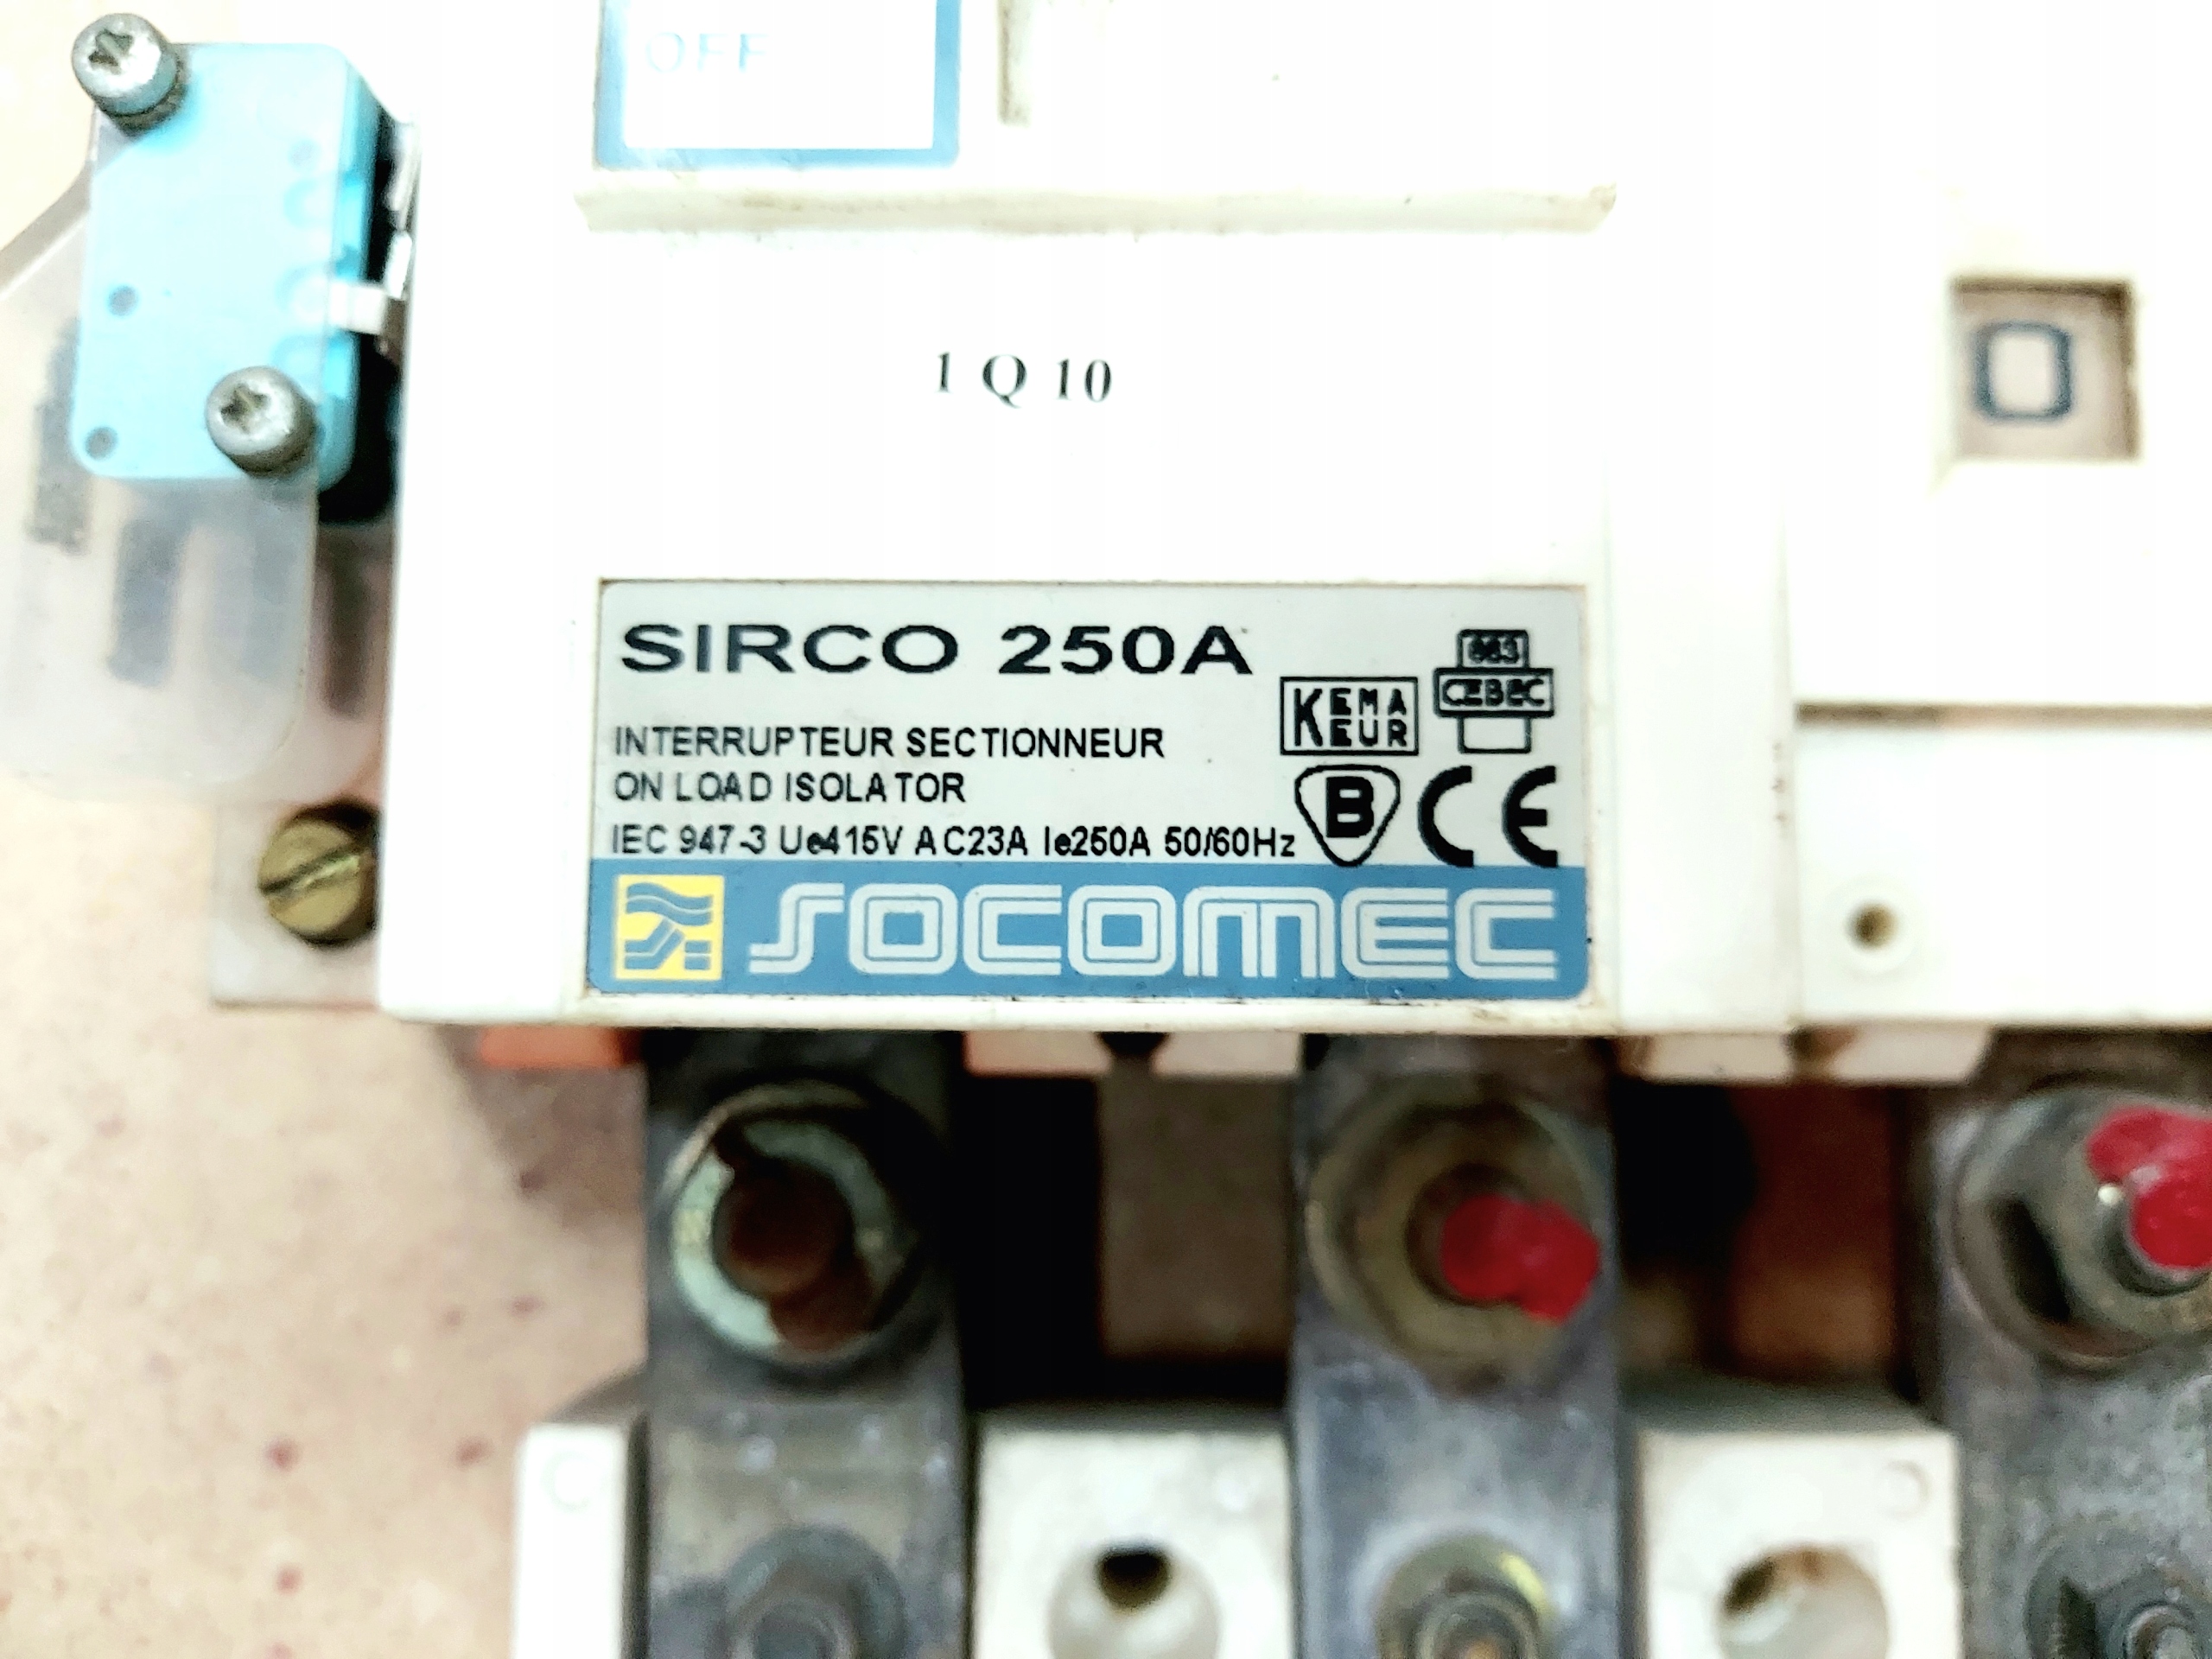 OFF
1 Q 10
O
SIRCO 250A
KEMA
EUR
CEBEC
INTERRUPTEUR SECTIONNEUR
ON LOAD ISOLATOR
IEC 947-3 Ue415V AC23A Ie250A 50/60Hz
B
CE
SOCOMEC